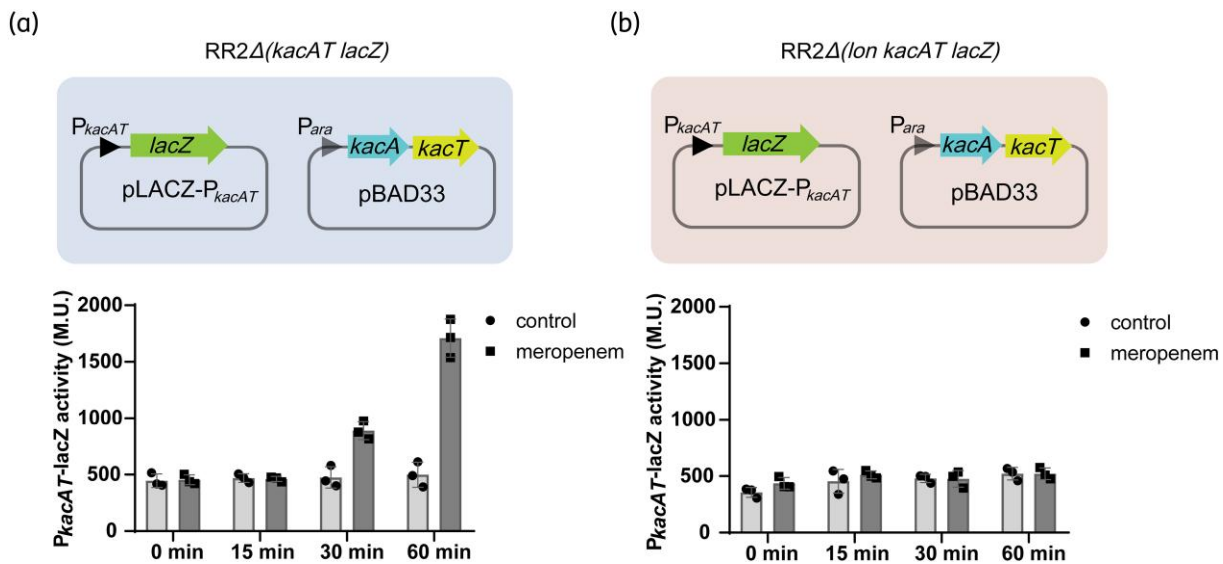 (a)
RR2Δ(kacAT lacZ)
PkacAT
lacZ
pLACZ-PkacAT
Para
kacA
kacT
pBAD33
PkacAT-lacZ activity (M.U.)
2000
1500
1000
500
0
0 min
15 min
30 min
60 min
control
meropenem
(b)
RR2Δ(lon kacAT lacZ)
PkacAT
lacZ
pLACZ-PkacAT
Para
kacA
kacT
pBAD33
PkacAT-lacZ activity (M.U.)
2000
1500
1000
500
0
0 min
15 min
30 min
60 min
control
meropenem